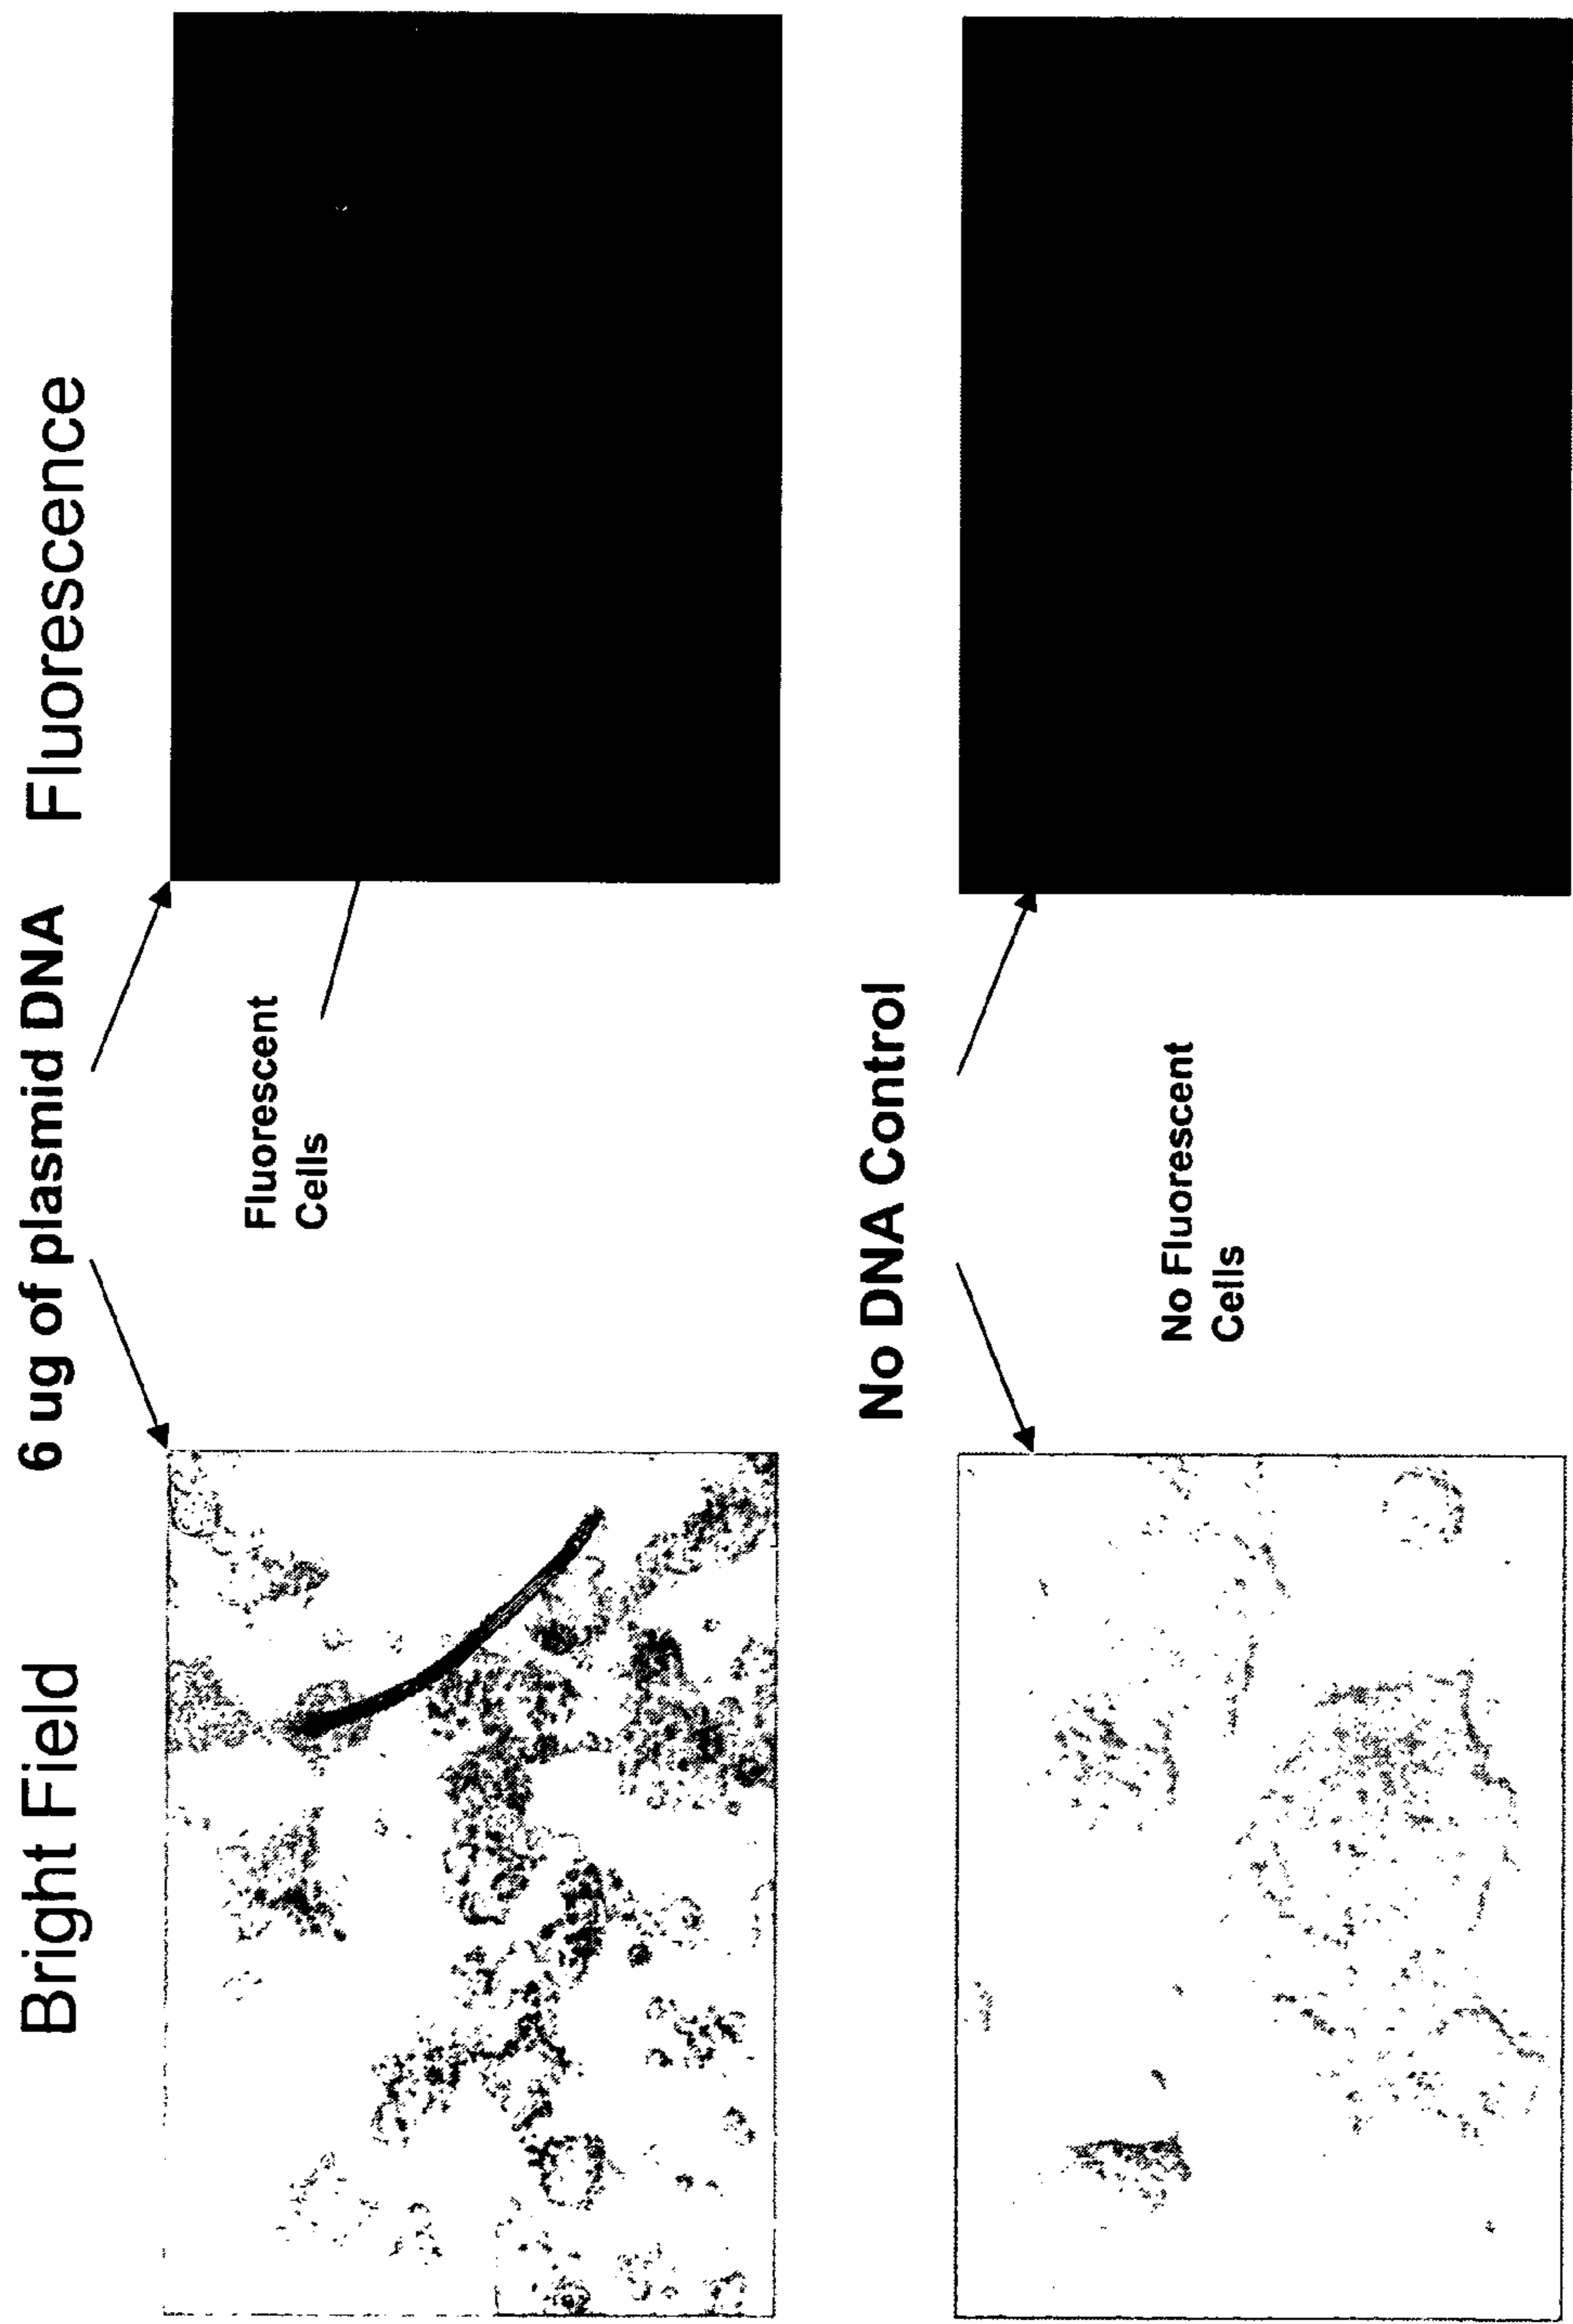 Bright Field
6 ug of plasmid DNA
Fluorescence
Fluorescent
Cells
No DNA Control
No Fluorescent
Cells